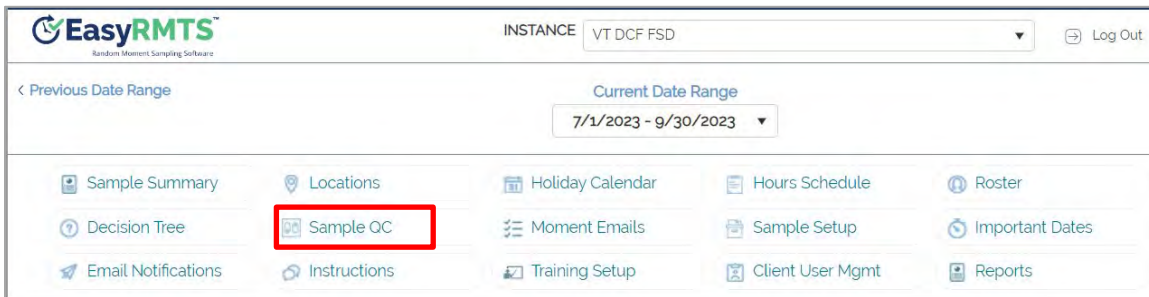 EasyRMTS™
Random Moment Sampling Software
INSTANCE VT DCF FSD Log Out
< Previous Date Range
Current Date Range
7/1/2023 - 9/30/2023
Sample Summary Locations Holiday Calendar Hours Schedule Roster
Decision Tree Sample QC Moment Emails Sample Setup Important Dates
Email Notifications Instructions Training Setup Client User Mgmt Reports